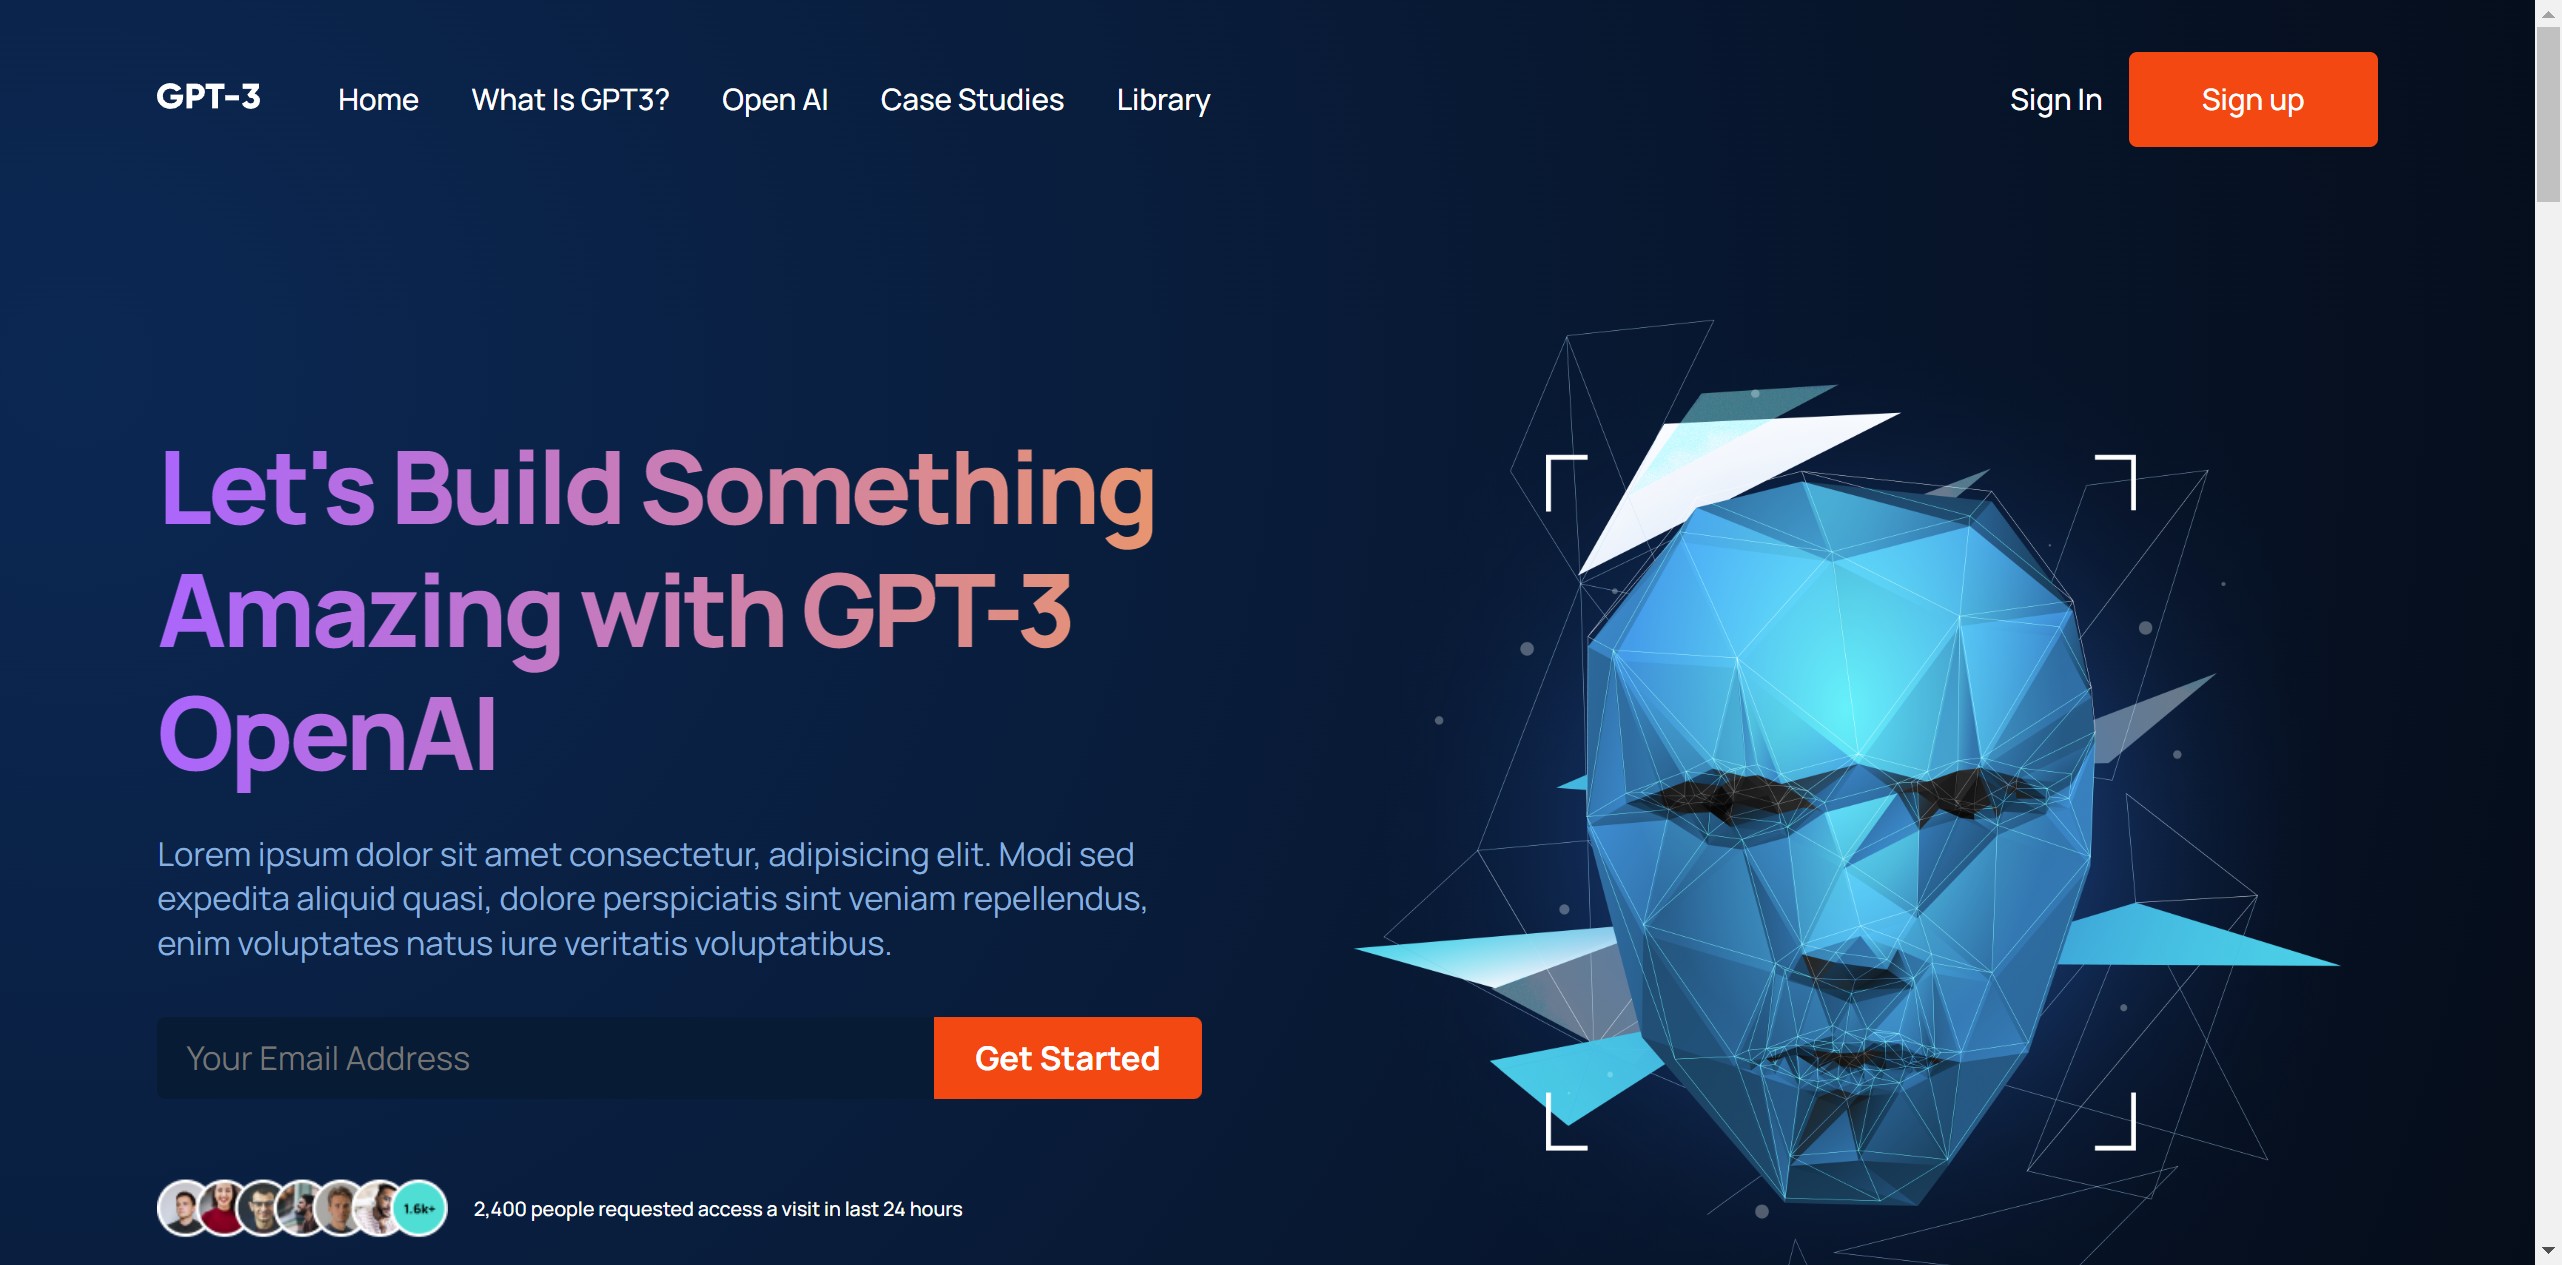 GPT-3
Home
What Is GPT3?
Open AI
Case Studies
Library
Sign In
Sign up
Let's Build Something
Amazing with GPT-3
OpenAI
Lorem ipsum dolor sit amet consectetur, adipisicing elit. Modi sed
expedita aliquid quasi, dolore perspiciatis sint veniam repellendus,
enim voluptates natus iure veritatis voluptatibus.
Your Email Address
Get Started
1.6k+
2,400 people requested access a visit in last 24 hours